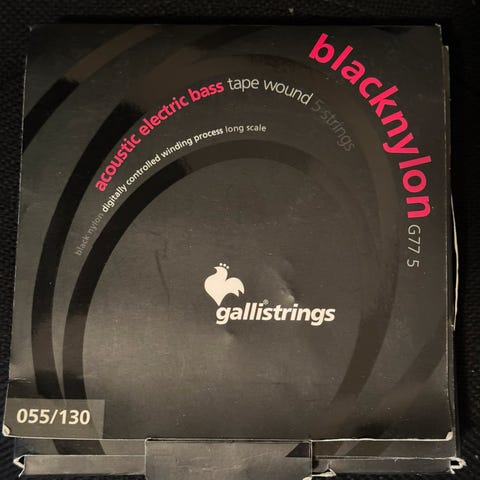 blacknylon G77 5
acoustic electric bass tape wound 5 strings
black nylon digitally controlled winding process long scale
gallistrings®
055/130